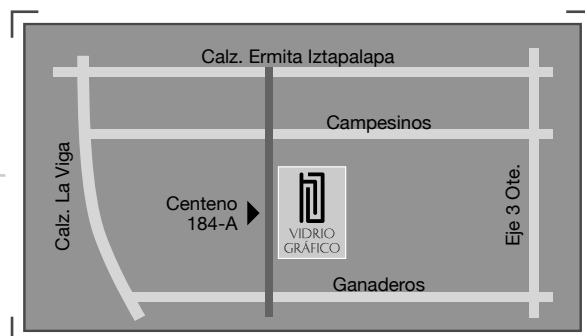 Calz. Ermita Iztapalapa
Campesinos
Calz. La Viga
Centeno
184-A
VIDRIO
GRÁFICO
Eje 3 Ote.
Ganaderos